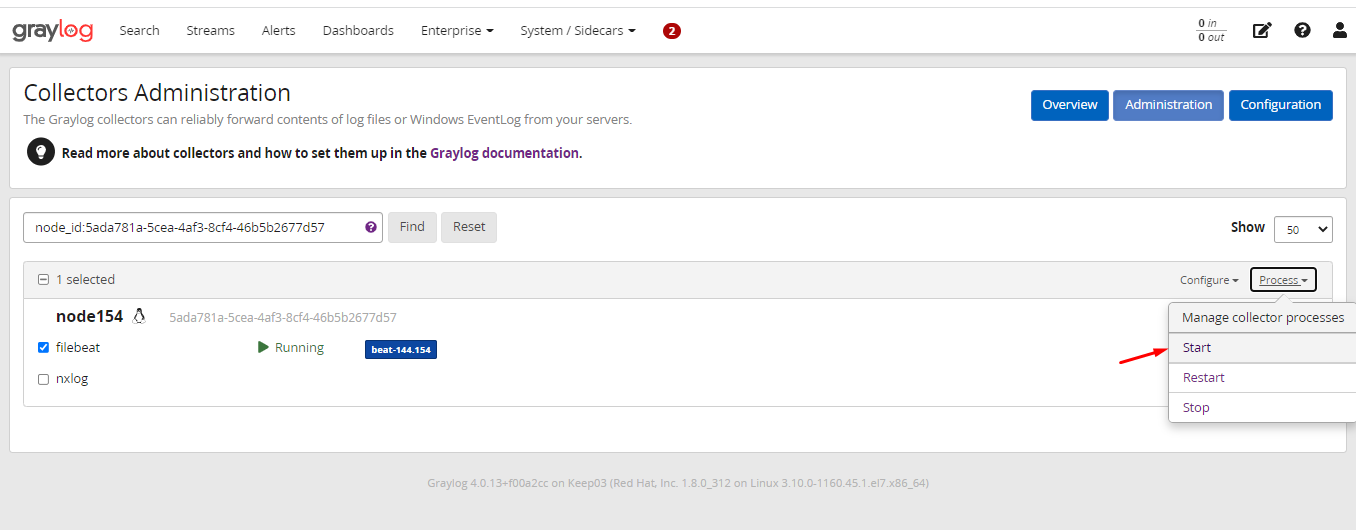 graylog Search Streams Alerts Dashboards Enterprise System / Sidecars 2 0 in
0 out
Collectors Administration
Overview Administration Configuration
The Graylog collectors can reliably forward contents of log files or Windows EventLog from your servers.
Read more about collectors and how to set them up in the Graylog documentation.
node_id:5ada781a-5cea-4af3-8cf4-46b5b2677d57 ? Find Reset Show 50
1 selected Configure Process
node154 5ada781a-5cea-4af3-8cf4-46b5b2677d57 Manage collector processes
filebeat Running beat-144.154 Start
nxlog Restart
Stop
Graylog 4.0.13+f00a2cc on Keep03 (Red Hat, Inc. 1.8.0_312 on Linux 3.10.0-1160.45.1.el7.x86_64)